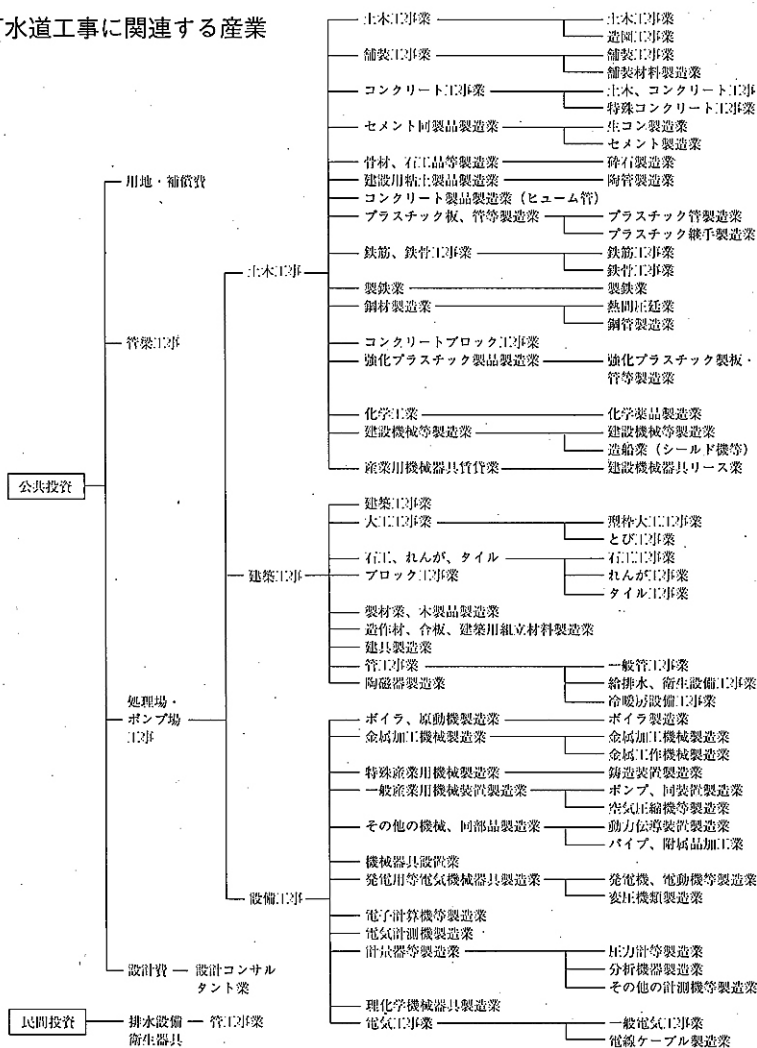 水道工事に関連する産業
公共投資
用地・補償費
管梁工事
処理場・
ポンプ場
工事
設計費
設計コンサル
タント業
民間投資
排水設備
衛生器具
管工事業
土木工事
土木工事業
土木工事業
造園工事業
舗装工事業
舗装工事業
舗装材料製造業
コンクリート工事業
土木、コンクリート工事
特殊コンクリート工事業
セメント同製品製造業
生コン製造業
セメント製造業
骨材、石工品等製造業
砕石製造業
建設用粘土製品製造業
陶管製造業
コンクリート製品製造業（ヒューム管）
プラスチック板、管等製造業
プラスチック管製造業
プラスチック継手製造業
鉄筋、鉄骨工事業
鉄筋工事業
鉄骨工事業
製鉄業
製鉄業
鋼材製造業
熱間圧延業
鋼管製造業
コンクリートブロック工事業
強化プラスチック製品製造業
強化プラスチック製板・
管等製造業
化学工業
化学薬品製造業
建設機械等製造業
建設機械等製造業
造船業（シールド機等）
産業用機械器具賃貸業
建設機械器具リース業
建築工事
建築工事業
大工工事業
型枠大工工事業
とび工事業
石工、れんが、タイル
ブロック工事業
石工工事業
れんが工事業
タイル工事業
製材業、木製品製造業
造作材、合板、建築用組立材料製造業
建具製造業
管工事業
一般管工事業
給排水、衛生設備工事業
冷暖房設備工事業
陶磁器製造業
設備工事
ボイラ、原動機製造業
ボイラ製造業
金属加工機械製造業
金属加工機械製造業
金属工作機械製造業
特殊産業用機械製造業
鋳造装置製造業
一般産業用機械装置製造業
ポンプ、同装置製造業
空気圧縮機等製造業
その他の機械、同部品製造業
動力伝導装置製造業
パイプ、附属品加工業
機械器具設置業
発電用等電気機械器具製造業
発電機、電動機等製造業
変圧機類製造業
電子計算機等製造業
電気計測機製造業
計量器等製造業
圧力計等製造業
分析機器製造業
その他の計測機等製造業
理化学機械器具製造業
電気工事業
一般電気工事業
電線ケーブル製造業